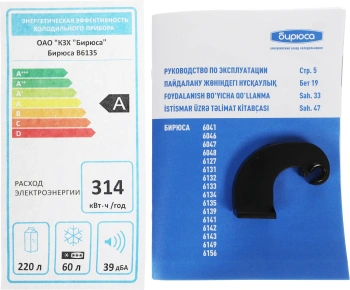 ЭНЕРГЕТИЧЕСКАЯ ЭФФЕКТИВНОСТЬ
ХОЛОДИЛЬНОГО ПРИБОРА
ОАО "КЗХ "Бирюса"
Бирюса B6135
A+++
A++
A+
A
B
C
D
A
РАСХОД
ЭЛЕКТРОЭНЕРГИИ
314
кВт·ч /год
220 л
60 л
39 дБА
бирюса
РУКОВОДСТВО ПО ЭКСПЛУАТАЦИИ Стр. 5
ПАЙДАЛАНУ ЖӨНІНДЕГІ НҰСҚАУЛЫҚ Бет 19
FOYDALANISH BO'YICHA QO'LLANMA Sah. 33
İSTİSMAR ÜZRƏ TƏLİMAT KİTABÇASI Səh. 47
БИРЮСА 6041
6046
6047
6048
6127
6131
6132
6133
6134
6135
6139
6141
6142
6143
6149
6156